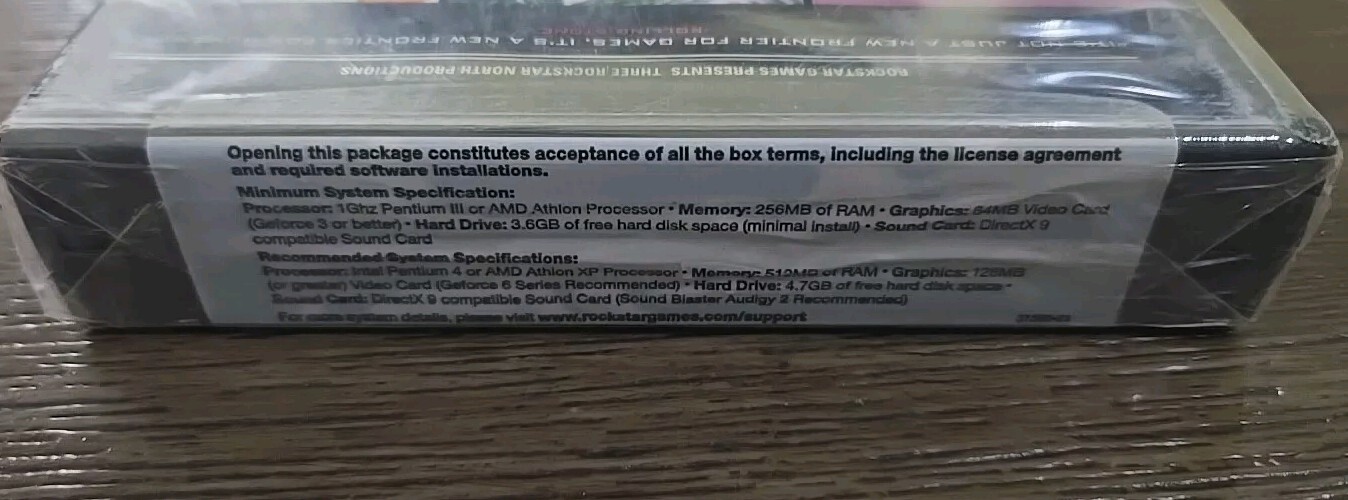 "IT'S NOT JUST A NEW FRONTIER FOR GAMES, IT'S A NEW FRONTIER
ROLLING STONE
ROCKSTAR GAMES PRESENTS THREE ROCKSTAR NORTH PRODUCTIONS
Opening this package constitutes acceptance of all the box terms, including the license agreement
and required software installations.
Minimum System Specification:
Processor: 1Ghz Pentium III or AMD Athlon Processor • Memory: 256MB of RAM • Graphics: 64MB Video Card
(Geforce 3 or better) • Hard Drive: 3.6GB of free hard disk space (minimal install) • Sound Card: DirectX 9
compatible Sound Card
Recommended System Specifications:
Processor: Intel Pentium 4 or AMD Athlon XP Processor • Memory: 512MB of RAM • Graphics: 128MB
(or greater) Video Card (Geforce 6 Series Recommended) • Hard Drive: 4.7GB of free hard disk space •
Sound Card: DirectX 9 compatible Sound Card (Sound Blaster Audigy 2 Recommended)
For more system details, please visit www.rockstargames.com/support